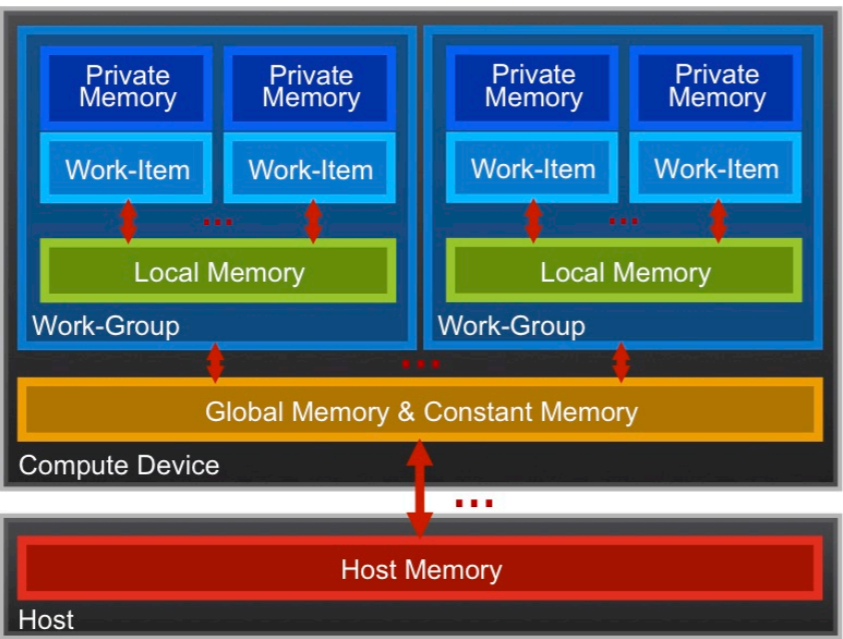 Private Memory
Private Memory
Private Memory
Private Memory
Work-Item
Work-Item
Work-Item
Work-Item
...
...
Local Memory
Local Memory
Work-Group
Work-Group
...
Global Memory & Constant Memory
Compute Device
...
Host Memory
Host